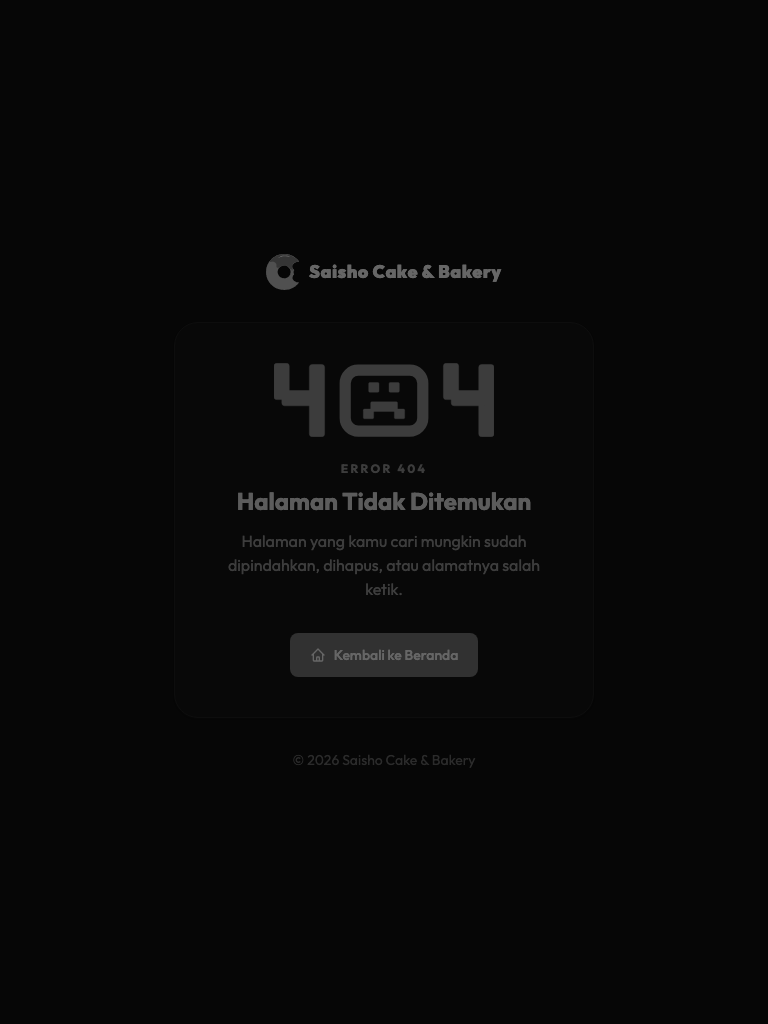 Saisho Cake & Bakery
404
ERROR 404
Halaman Tidak Ditemukan
Halaman yang kamu cari mungkin sudah
dipindahkan, dihapus, atau alamatnya salah
ketik.
Kembali ke Beranda
© 2026 Saisho Cake & Bakery